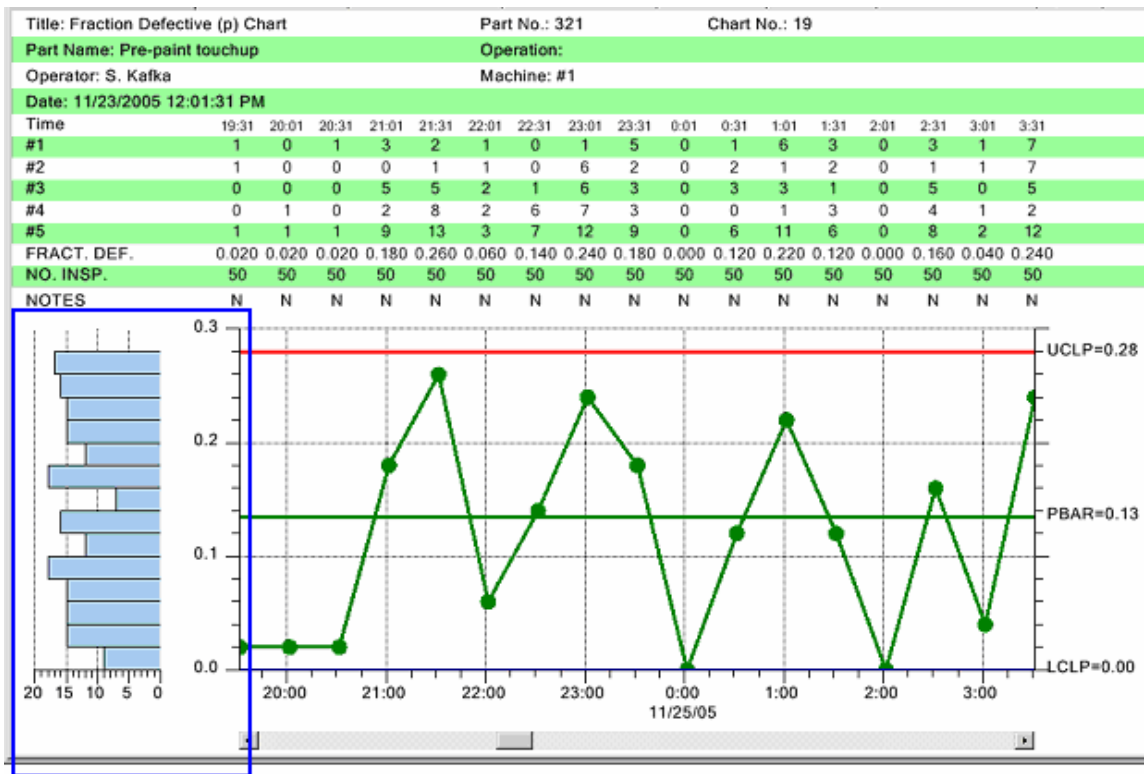 Title: Fraction Defective (p) Chart Part No.: 321 Chart No.: 19
Part Name: Pre-paint touchup Operation:
Operator: S. Kafka Machine: #1
Date: 11/23/2005 12:01:31 PM
Time 19:31 20:01 20:31 21:01 21:31 22:01 22:31 23:01 23:31 0:01 0:31 1:01 1:31 2:01 2:31 3:01 3:31
#1 1 0 1 3 2 1 0 1 5 0 1 6 3 0 3 1 7
#2 1 0 0 0 1 1 0 6 2 0 2 1 2 0 1 1 7
#3 0 0 0 5 5 2 1 6 3 0 3 3 1 0 5 0 5
#4 0 1 0 2 8 2 6 7 3 0 0 1 3 0 4 1 2
#5 1 1 1 9 13 3 7 12 9 0 6 11 6 0 8 2 12
FRACT. DEF. 0.020 0.020 0.020 0.180 0.260 0.060 0.140 0.240 0.180 0.000 0.120 0.220 0.120 0.000 0.160 0.040 0.240
NO. INSP. 50 50 50 50 50 50 50 50 50 50 50 50 50 50 50 50 50
NOTES N N N N N N N N N N N N N N N N N
0.3
UCLP=0.28
0.2
PBAR=0.13
0.1
0.0 LCLP=0.00
20 15 10 5 0 20:00 21:00 22:00 23:00 0:00 1:00 2:00 3:00
11/25/05